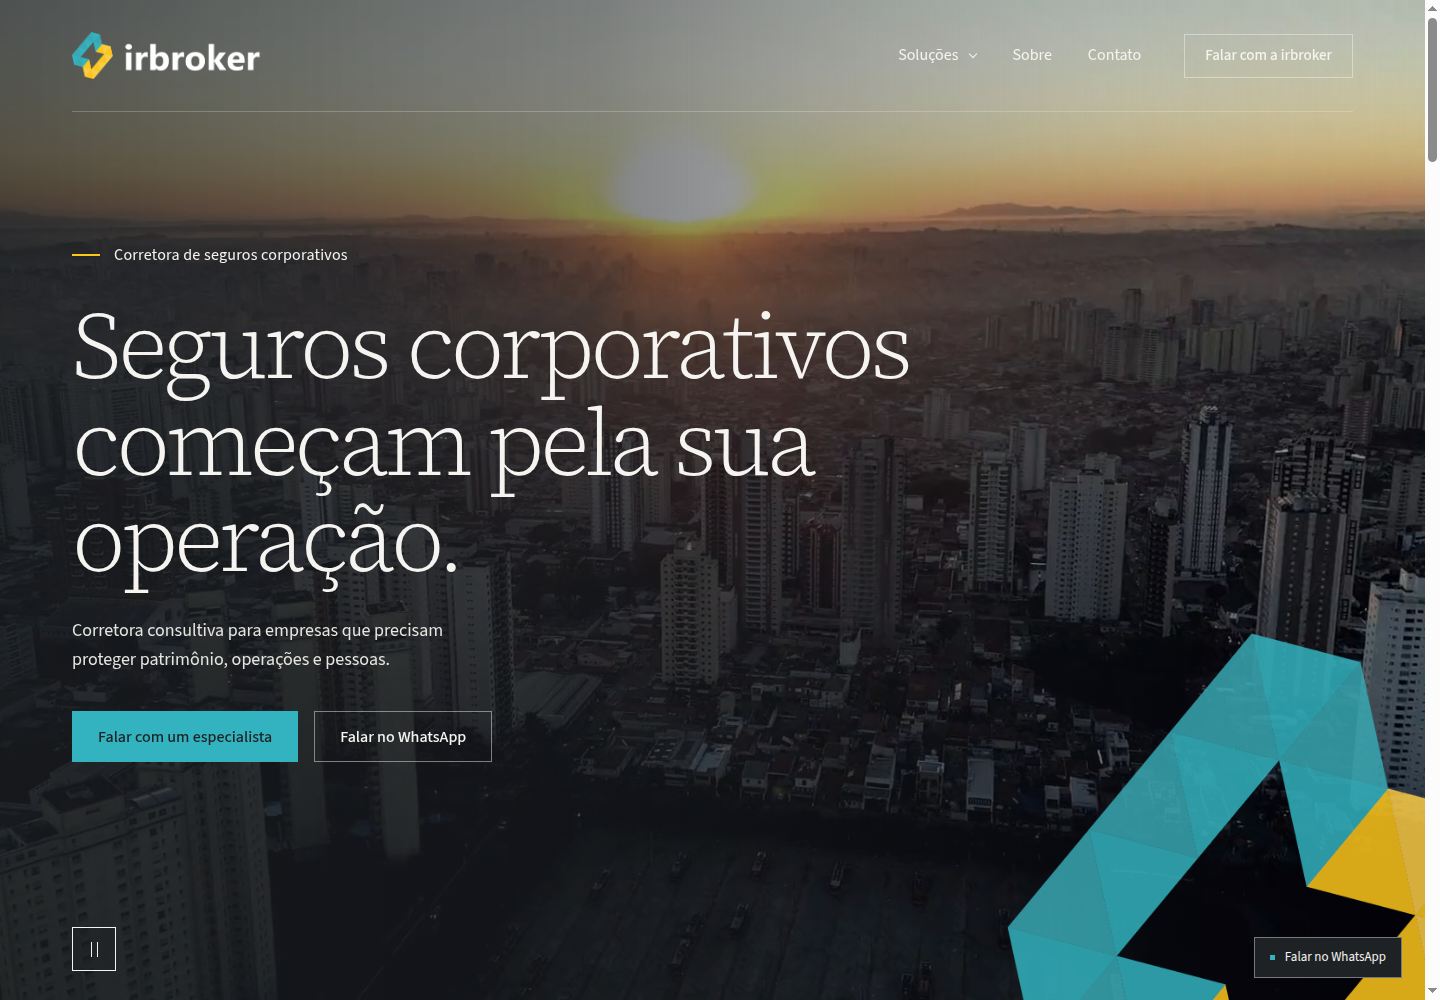 irbroker
Soluções
Sobre
Contato
Falar com a irbroker
Corretora de seguros corporativos
Seguros corporativos
começam pela sua
operação.
Corretora consultiva para empresas que precisam
proteger patrimônio, operações e pessoas.
Falar com um especialista
Falar no WhatsApp
Falar no WhatsApp